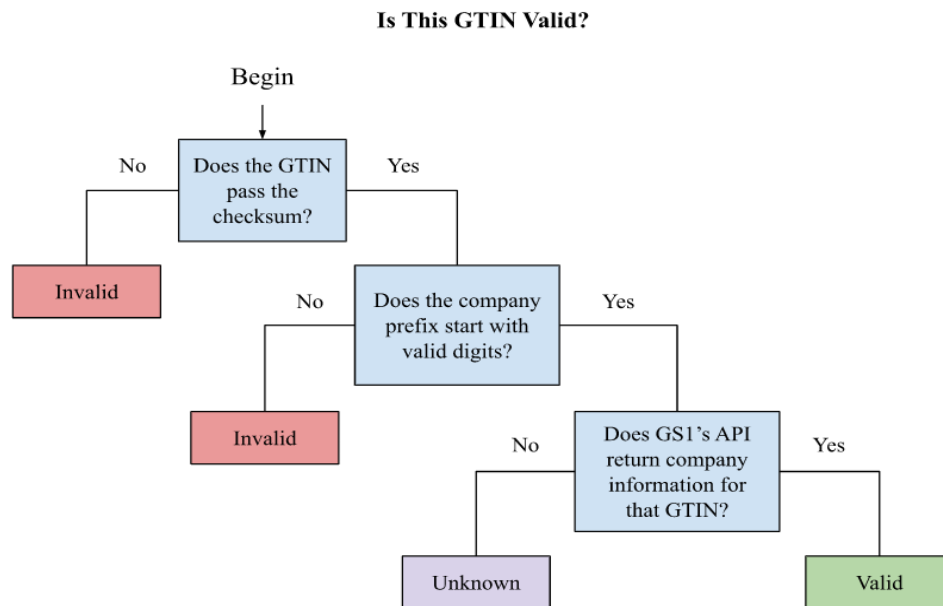 Is This GTIN Valid?
Begin
No
Does the GTIN
pass the
checksum?
Yes
Invalid
No
Does the company
prefix start with
valid digits?
Yes
Invalid
No
Does GS1’s API
return company
information for
that GTIN?
Yes
Unknown
Valid